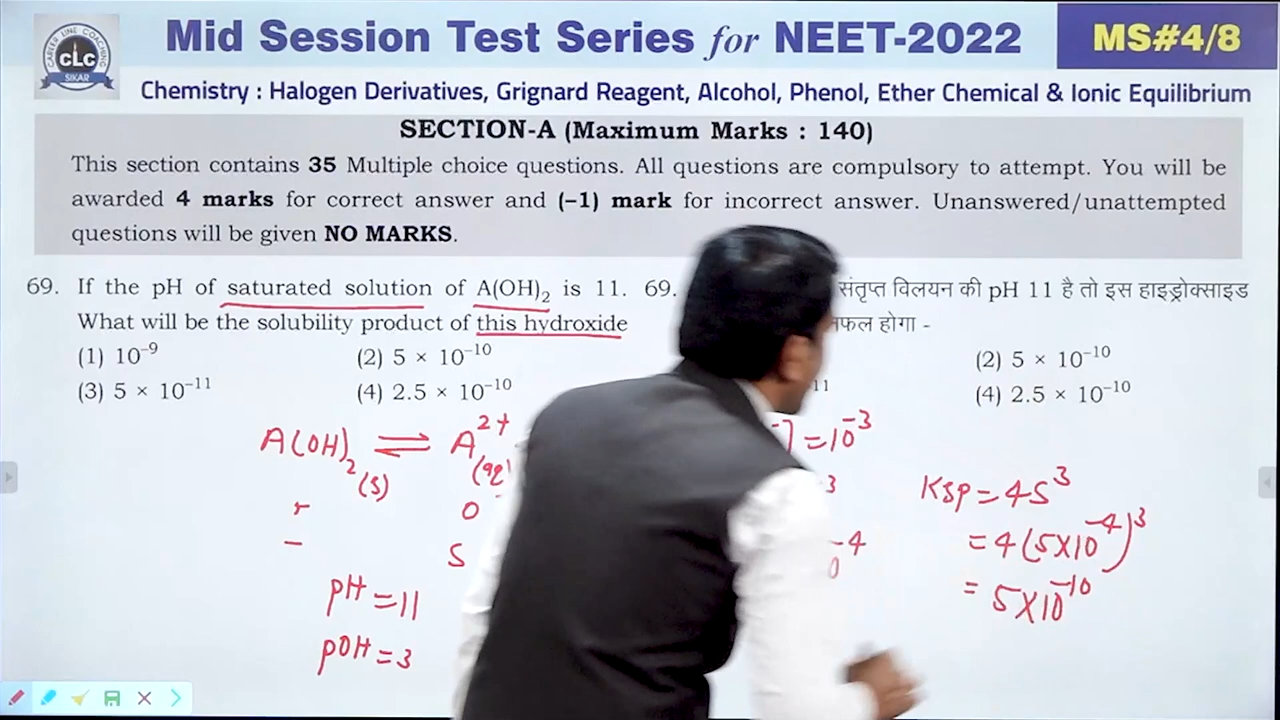 CAREER LINE COACHING
CLC
SIKAR
Mid Session Test Series for NEET-2022
MS#4/8
Chemistry : Halogen Derivatives, Grignard Reagent, Alcohol, Phenol, Ether Chemical & Ionic Equilibrium
SECTION-A (Maximum Marks : 140)
This section contains 35 Multiple choice questions. All questions are compulsory to attempt. You will be
awarded 4 marks for correct answer and (–1) mark for incorrect answer. Unanswered/unattempted
questions will be given NO MARKS.
69. If the pH of saturated solution of A(OH)₂ is 11.
What will be the solubility product of this hydroxide
(1) 10⁻⁹ (2) 5 × 10⁻¹⁰
(3) 5 × 10⁻¹¹ (4) 2.5 × 10⁻¹⁰
69. संतृप्त विलयन की pH 11 है तो इस हाइड्रोक्साइड
होगा -
(2) 5 × 10⁻¹⁰
(4) 2.5 × 10⁻¹⁰
A(OH)₂(s) ⇌ A²⁺(aq)
+ 0
– S
pH = 11
pOH = 3
] = 10⁻³
Ksp = 4S³
= 4(5×10⁻⁴)³
= 5×10⁻¹⁰